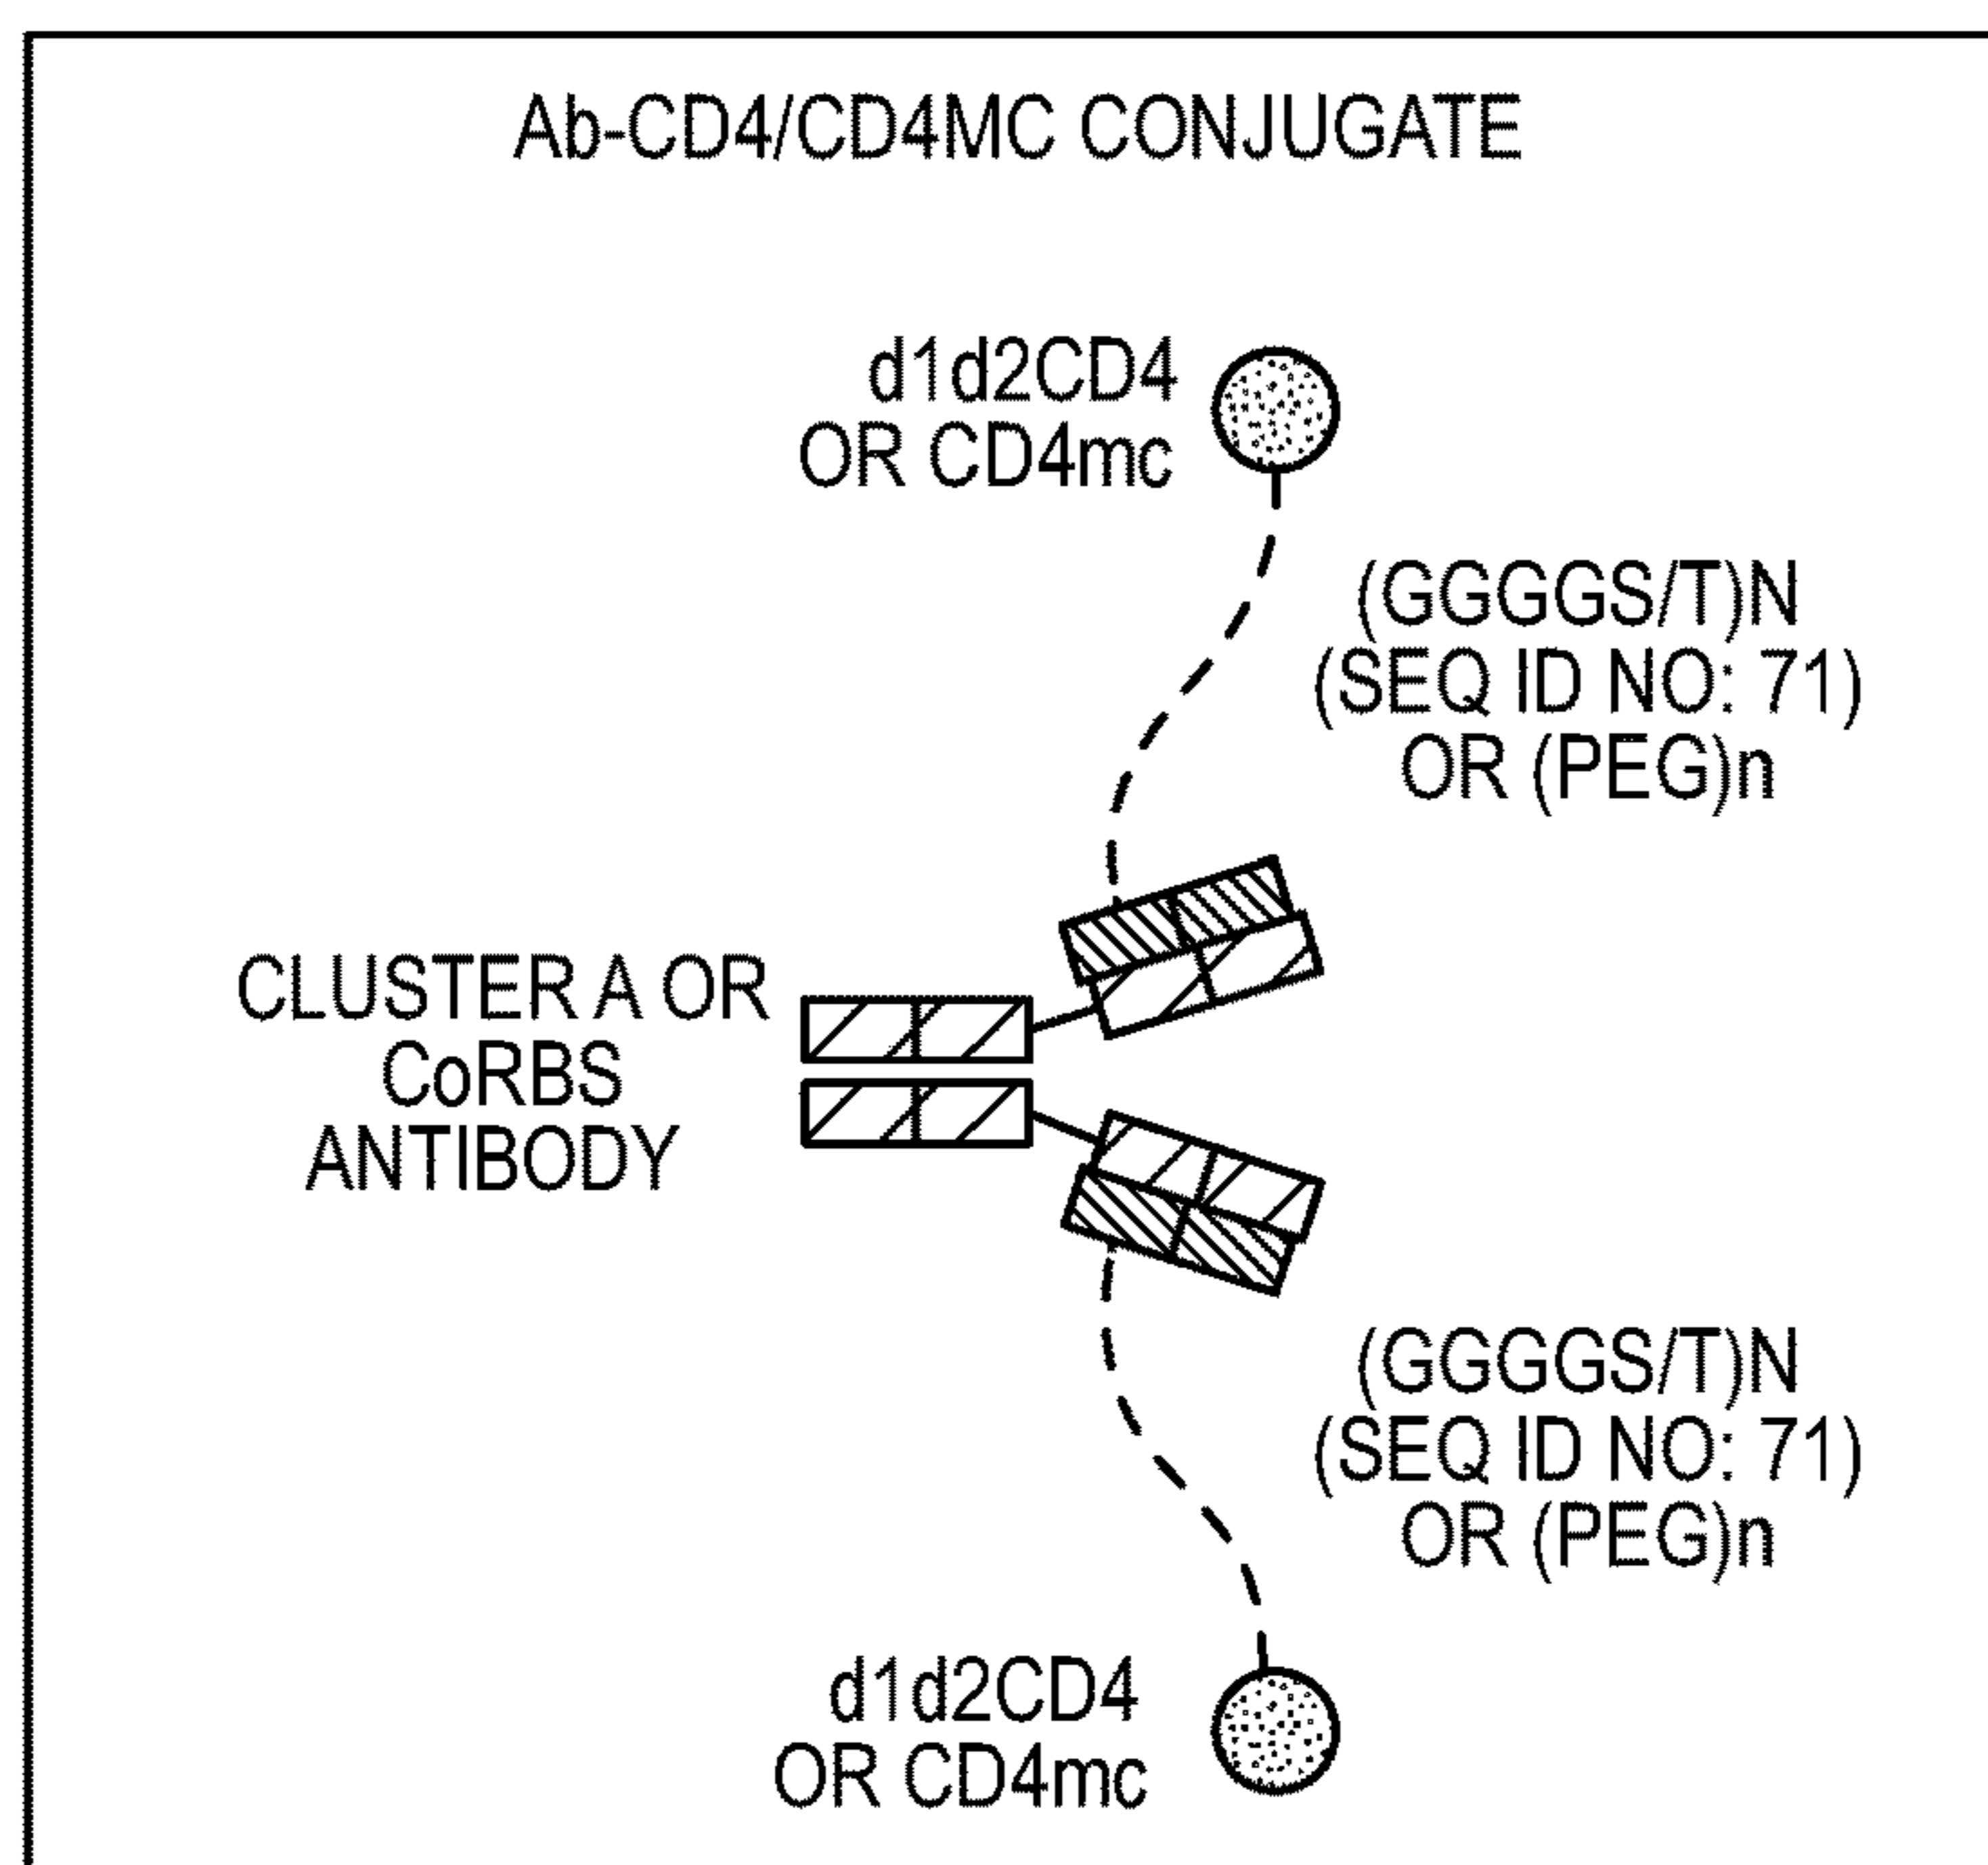 Ab-CD4/CD4MC CONJUGATE
d1d2CD4
OR CD4mc
(GGGGS/T)N
(SEQ ID NO: 71)
OR (PEG)n
CLUSTER A OR
CoRBS
ANTIBODY
(GGGGS/T)N
(SEQ ID NO: 71)
OR (PEG)n
d1d2CD4
OR CD4mc